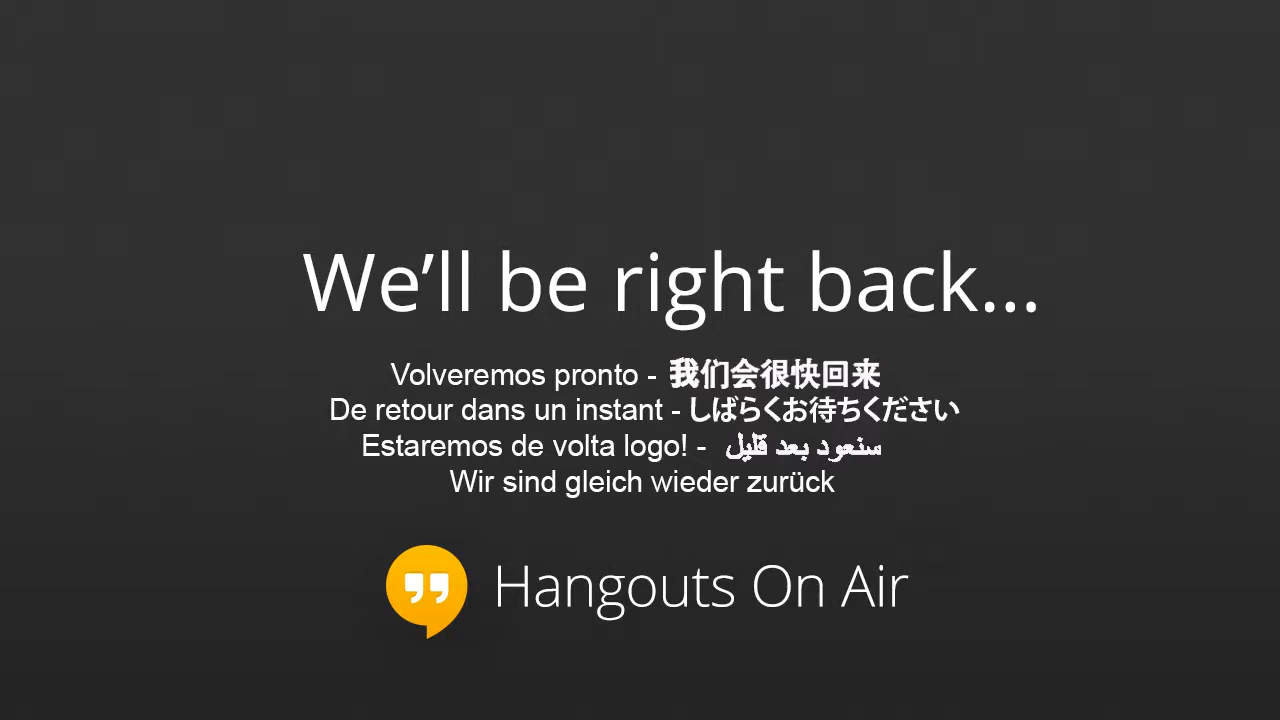 We’ll be right back...
Volveremos pronto - 我们会很快回来
De retour dans un instant - しばらくお待ちください
Estaremos de volta logo! - سنعود بعد قليل
Wir sind gleich wieder zurück
Hangouts On Air